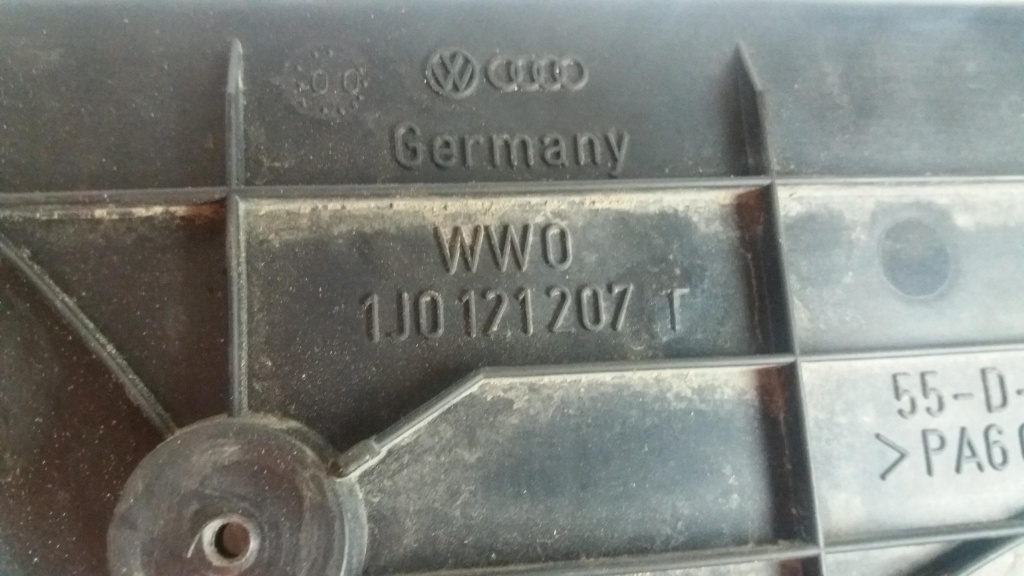 Germany
WWO
1J0 121 207 T
55-D-
>PA6